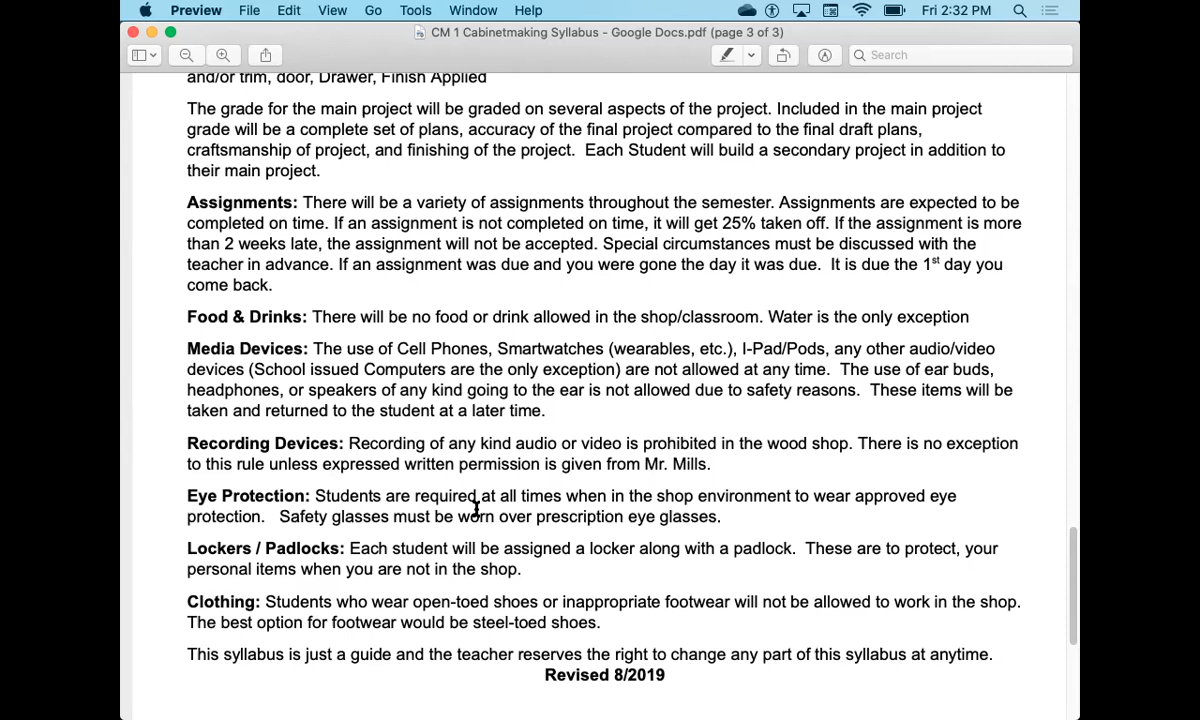 Preview File Edit View Go Tools Window Help Fri 2:32 PM
CM 1 Cabinetmaking Syllabus - Google Docs.pdf (page 3 of 3)
Search
and/or trim, door, Drawer, Finish Applied
The grade for the main project will be graded on several aspects of the project. Included in the main project
grade will be a complete set of plans, accuracy of the final project compared to the final draft plans,
craftsmanship of project, and finishing of the project. Each Student will build a secondary project in addition to
their main project.
Assignments: There will be a variety of assignments throughout the semester. Assignments are expected to be
completed on time. If an assignment is not completed on time, it will get 25% taken off. If the assignment is more
than 2 weeks late, the assignment will not be accepted. Special circumstances must be discussed with the
teacher in advance. If an assignment was due and you were gone the day it was due. It is due the 1st day you
come back.
Food & Drinks: There will be no food or drink allowed in the shop/classroom. Water is the only exception
Media Devices: The use of Cell Phones, Smartwatches (wearables, etc.), I-Pad/Pods, any other audio/video
devices (School issued Computers are the only exception) are not allowed at any time. The use of ear buds,
headphones, or speakers of any kind going to the ear is not allowed due to safety reasons. These items will be
taken and returned to the student at a later time.
Recording Devices: Recording of any kind audio or video is prohibited in the wood shop. There is no exception
to this rule unless expressed written permission is given from Mr. Mills.
Eye Protection: Students are required at all times when in the shop environment to wear approved eye
protection. Safety glasses must be worn over prescription eye glasses.
Lockers / Padlocks: Each student will be assigned a locker along with a padlock. These are to protect, your
personal items when you are not in the shop.
Clothing: Students who wear open-toed shoes or inappropriate footwear will not be allowed to work in the shop.
The best option for footwear would be steel-toed shoes.
This syllabus is just a guide and the teacher reserves the right to change any part of this syllabus at anytime.
Revised 8/2019